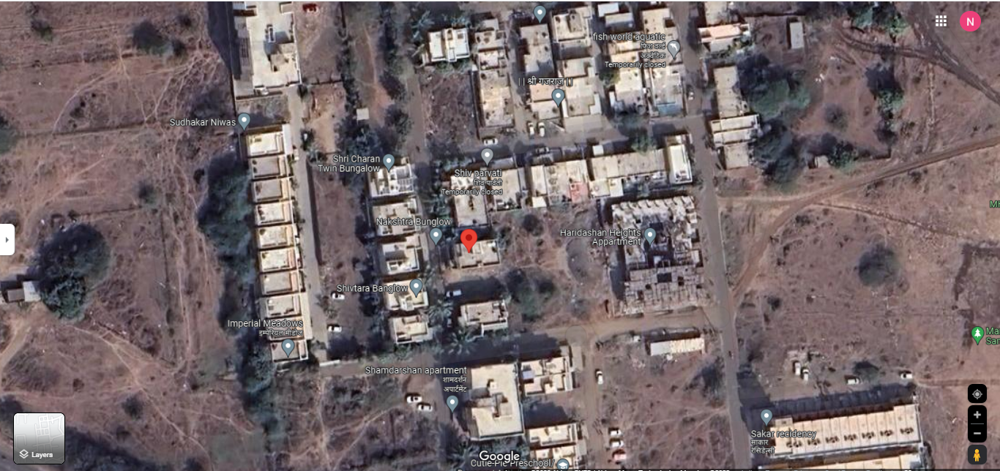 N
fish world aquatic
फिश वर्ल्ड
अक्वेटिक
Temporarily closed
|| श्री गजराज ||
Sudhakar Niwas
Shri Charan
Twin Bungalow
Shiv parvati
शिव पार्वती
Temporarily closed
Nakshtra Bunglow
Haridashan Heights
Appartment
Shivtara Banglow
Imperial Meadows
इम्पेरियल मीडोज
Shamdarshan apartment
शामदर्शन
अपार्टमेंट
Sakar recidency
साकार
रेसिडेन्सी
Layers
Google
Cutie-Pie Preschool/